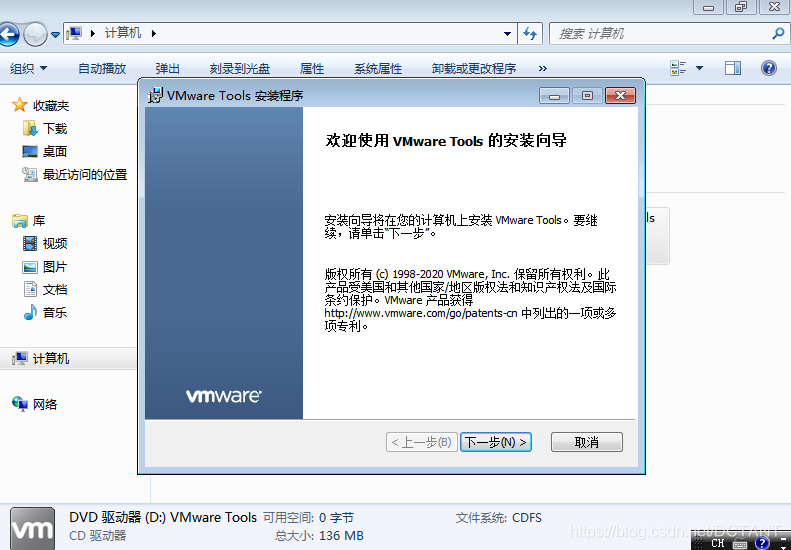 计算机
搜索 计算机
组织 自动播放 弹出 刻录到光盘 属性 系统属性 卸载或更改程序 »
收藏夹
下载
桌面
最近访问的位置
库
视频
图片
文档
音乐
计算机
网络
VMware Tools 安装程序
欢迎使用 VMware Tools 的安装向导
安装向导将在您的计算机上安装 VMware Tools。要继
续，请单击“下一步”。
版权所有 (c) 1998-2020 VMware, Inc. 保留所有权利。此
产品受美国和其他国家/地区版权法和知识产权法及国际
条约保护。VMware 产品获得
http://www.vmware.com/go/patents-cn 中列出的一项或多
项专利。
vmware
< 上一步(B) 下一步(N) > 取消
ls
vm
DVD 驱动器 (D:) VMware Tools 可用空间: 0 字节 文件系统: CDFS
CD 驱动器 总大小: 136 MB
https://blog.csdn.net/DCTANT
CH